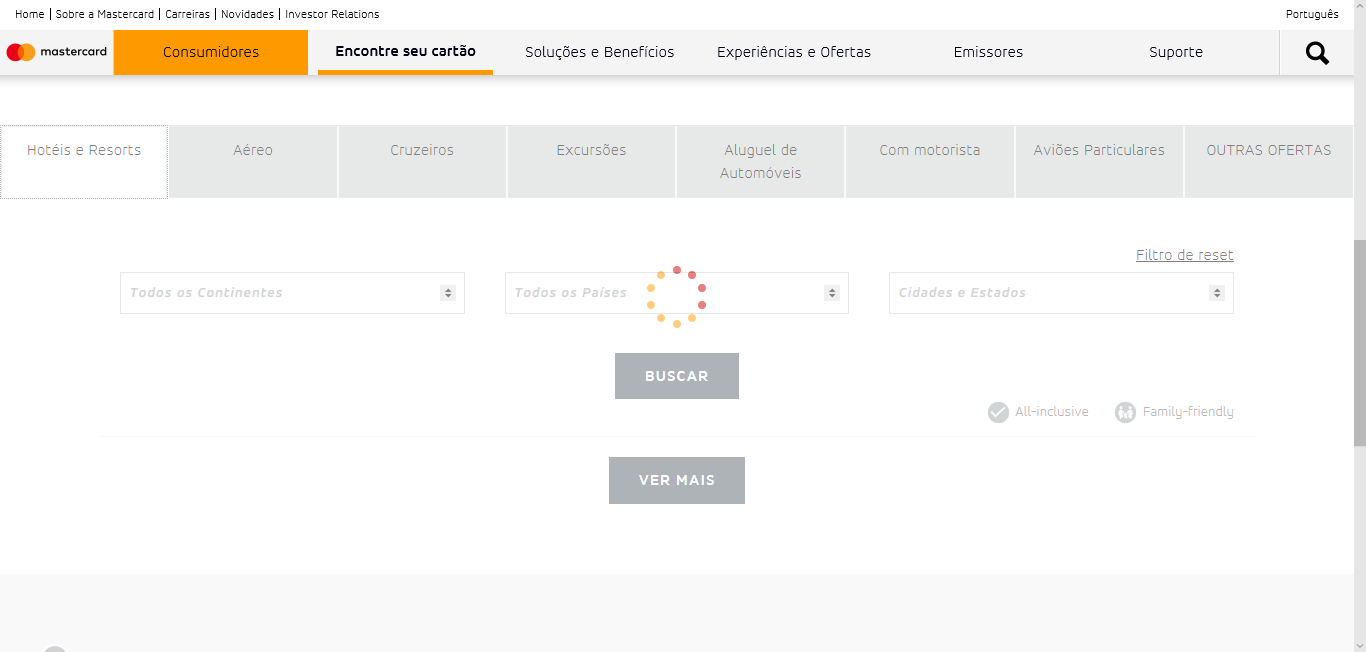 Home | Sobre a Mastercard | Carreiras | Novidades | Investor Relations
Português
mastercard
Consumidores
Encontre seu cartão
Soluções e Benefícios
Experiências e Ofertas
Emissores
Suporte
Hotéis e Resorts
Aéreo
Cruzeiros
Excursões
Aluguel de
Automóveis
Com motorista
Aviões Particulares
OUTRAS OFERTAS
Filtro de reset
Todos os Continentes
Todos os Países
Cidades e Estados
BUSCAR
All-inclusive
Family-friendly
VER MAIS